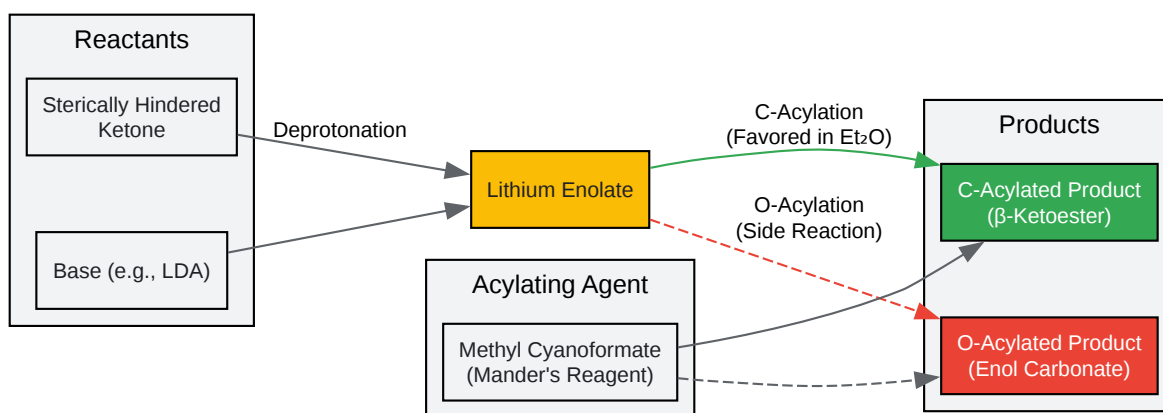 Reactants
Sterically Hindered
Ketone
Base (e.g., LDA)
Deprotonation
Lithium Enolate
Acylating Agent
Methyl Cyanoformate
(Mander's Reagent)
C-Acylation
(Favored in Et₂O)
O-Acylation
(Side Reaction)
Products
C-Acylated Product
(β-Ketoester)
O-Acylated Product
(Enol Carbonate)